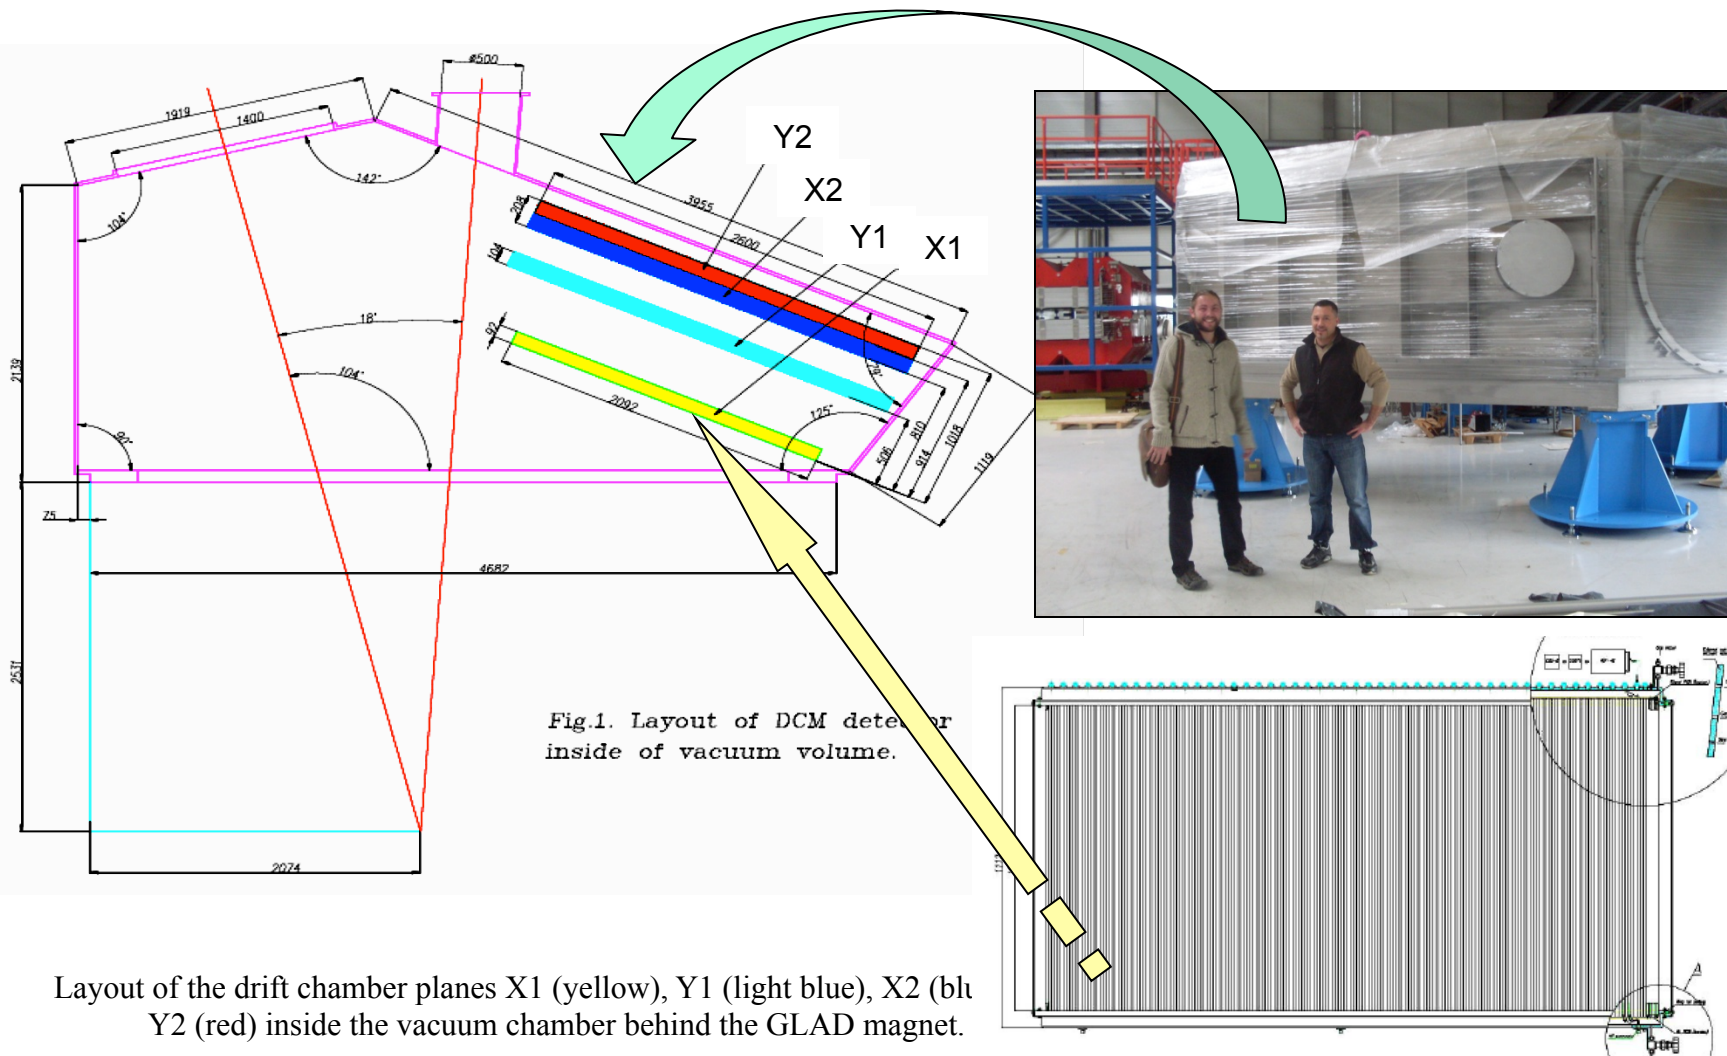 ø500
1919
1400
Y2
142°
X2
3955
208
104°
Y1
2600
X1
104
18°
92
79°
2139
104°
2092
125°
90°
506
810
914
1018
1119
75
4682
2531
Fig.1. Layout of DCM dete or
inside of vacuum volume.
2074
A
Layout of the drift chamber planes X1 (yellow), Y1 (light blue), X2 (blu
Y2 (red) inside the vacuum chamber behind the GLAD magnet.